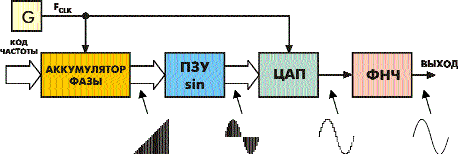 G
FCLK
КОД
ЧАСТОТЫ
АККУМУЛЯТОР
ФАЗЫ
ПЗУ
sin
ЦАП
ФНЧ
ВЫХОД